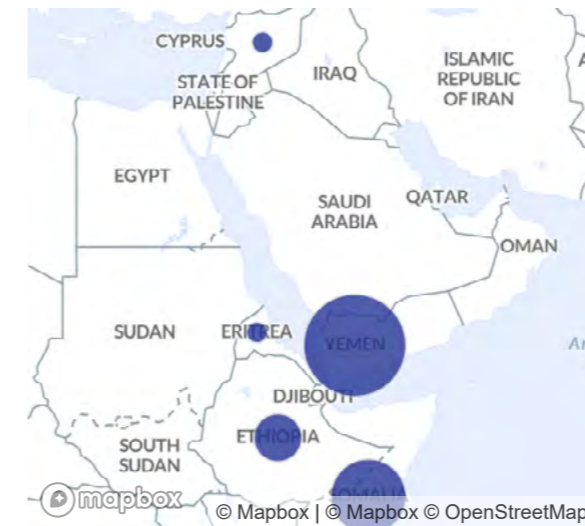 CYPRUS
IRAQ
ISLAMIC
REPUBLIC
OF IRAN
STATE OF
PALESTINE
EGYPT
SAUDI
ARABIA
QATAR
OMAN
SUDAN
ERITREA
YEMEN
DJIBOUTI
ETHIOPIA
SOUTH
SUDAN
SOMALIA
mapbox
© Mapbox | © Mapbox © OpenStreetMap